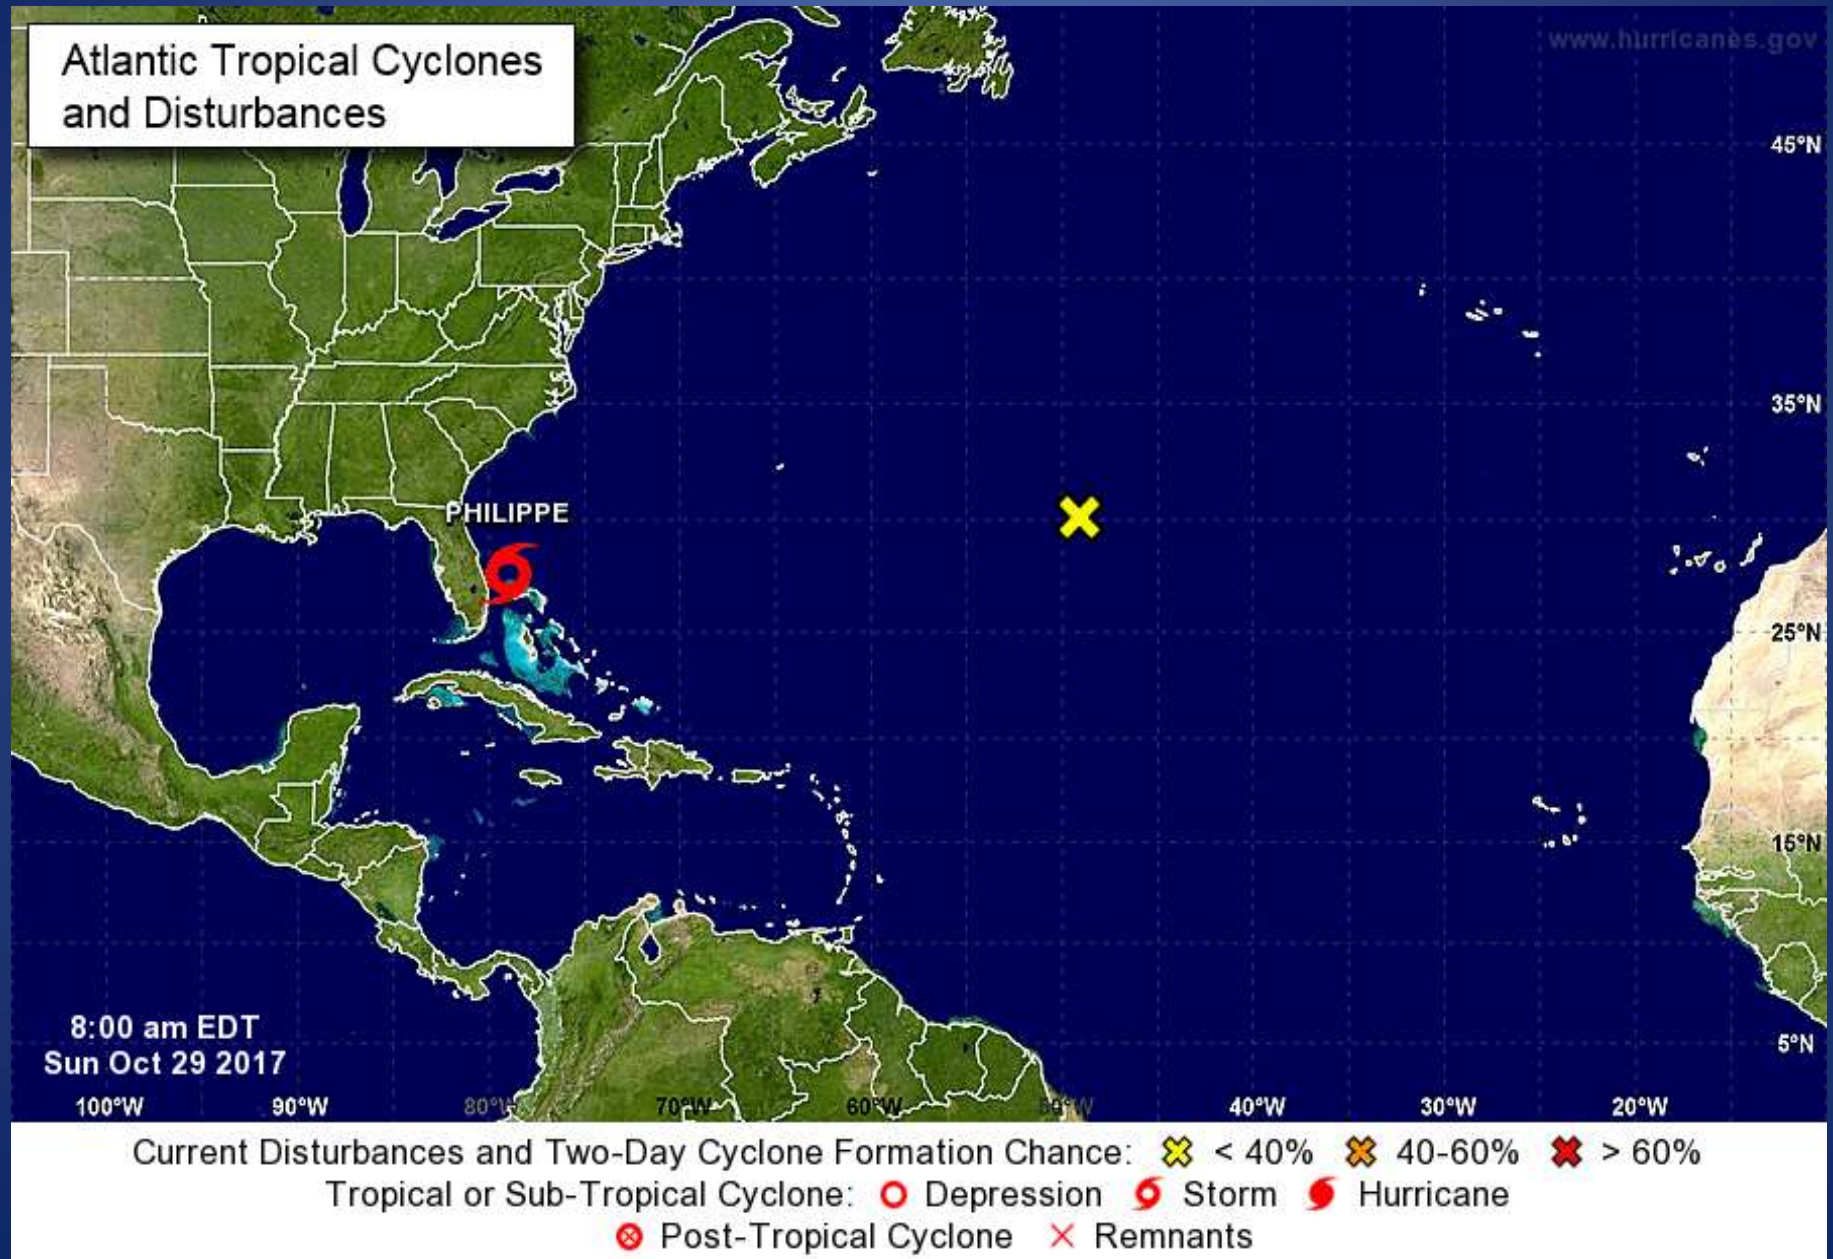 Atlantic Tropical Cyclones
and Disturbances
www.hurricanes.gov
45°N
35°N
PHILIPPE
25°N
15°N
8:00 am EDT
Sun Oct 29 2017
5°N
100°W 90°W 80°W 70°W 60°W 50°W 40°W 30°W 20°W
Current Disturbances and Two-Day Cyclone Formation Chance: < 40% 40-60% > 60%
Tropical or Sub-Tropical Cyclone: Depression Storm Hurricane
Post-Tropical Cyclone Remnants